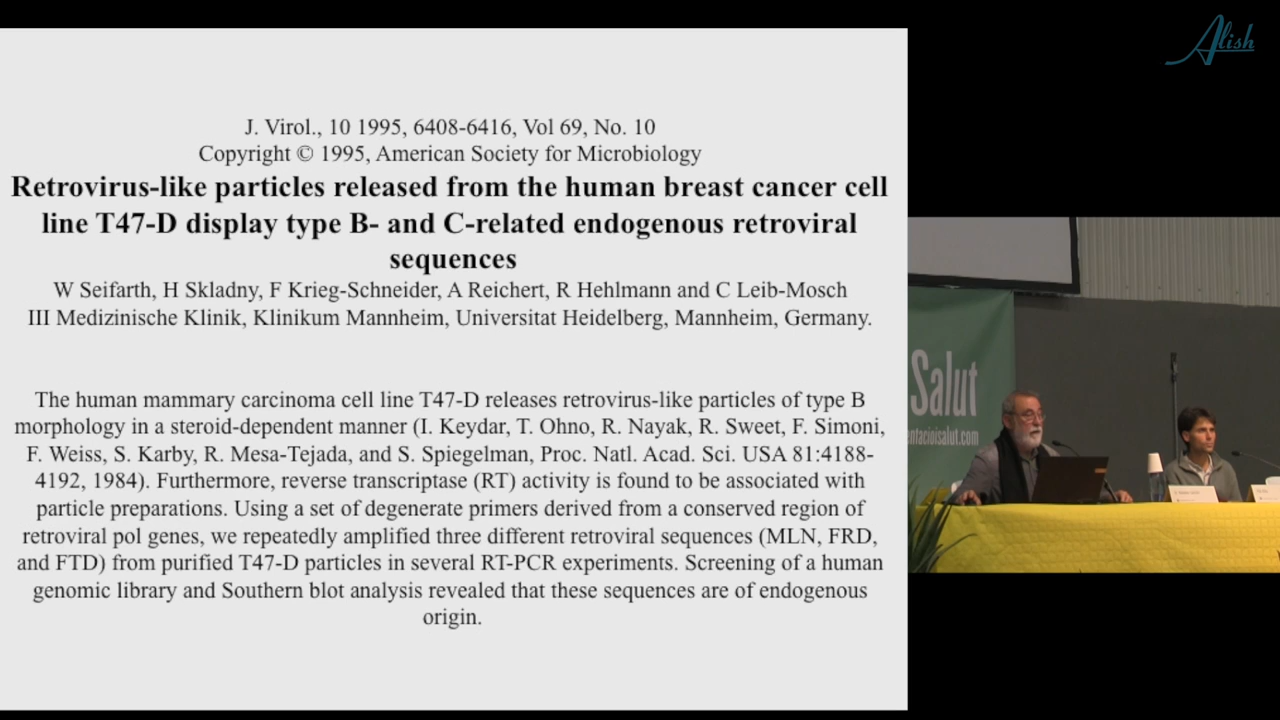 J. Virol., 10 1995, 6408-6416, Vol 69, No. 10
Copyright © 1995, American Society for Microbiology
Retrovirus-like particles released from the human breast cancer cell
line T47-D display type B- and C-related endogenous retroviral
sequences
W Seifarth, H Skladny, F Krieg-Schneider, A Reichert, R Hehlmann and C Leib-Mosch
III Medizinische Klinik, Klinikum Mannheim, Universitat Heidelberg, Mannheim, Germany.
The human mammary carcinoma cell line T47-D releases retrovirus-like particles of type B
morphology in a steroid-dependent manner (I. Keydar, T. Ohno, R. Nayak, R. Sweet, F. Simoni,
F. Weiss, S. Karby, R. Mesa-Tejada, and S. Spiegelman, Proc. Natl. Acad. Sci. USA 81:4188-
4192, 1984). Furthermore, reverse transcriptase (RT) activity is found to be associated with
particle preparations. Using a set of degenerate primers derived from a conserved region of
retroviral pol genes, we repeatedly amplified three different retroviral sequences (MLN, FRD,
and FTD) from purified T47-D particles in several RT-PCR experiments. Screening of a human
genomic library and Southern blot analysis revealed that these sequences are of endogenous
origin.
Alish
Salut
entacioisalut.com